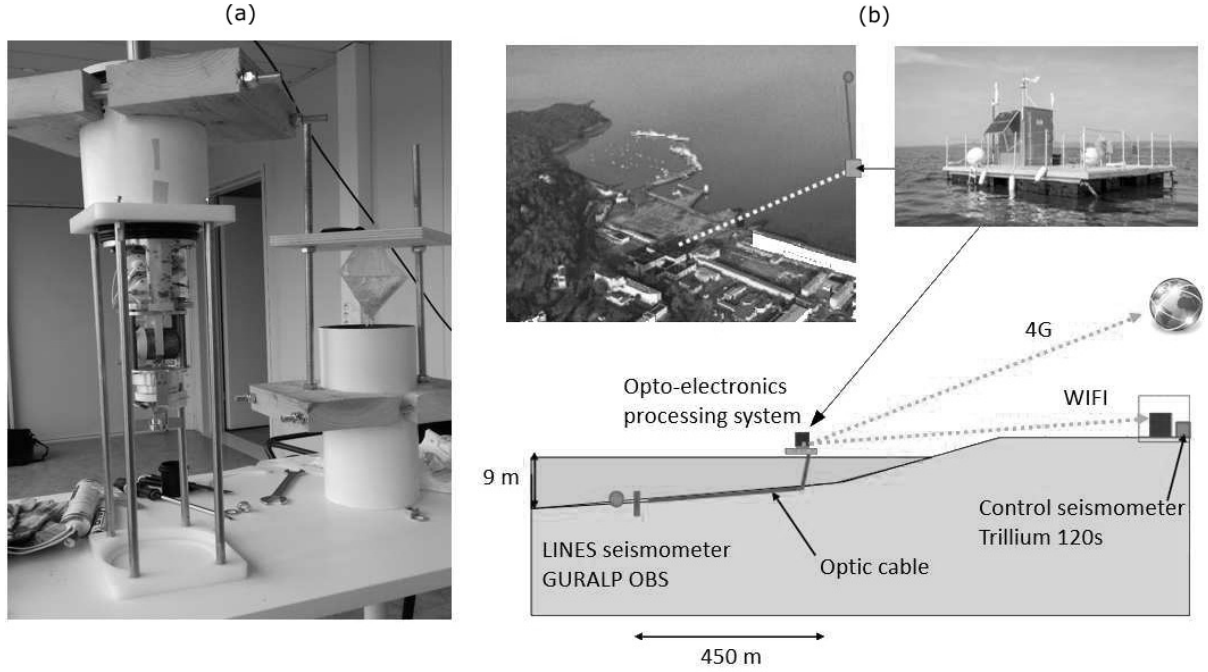 (a)
(b)
4G
Opto-electronics
processing system
WIFI
9 m
Control seismometer
Trillium 120s
LINES seismometer
GURALP OBS
Optic cable
450 m